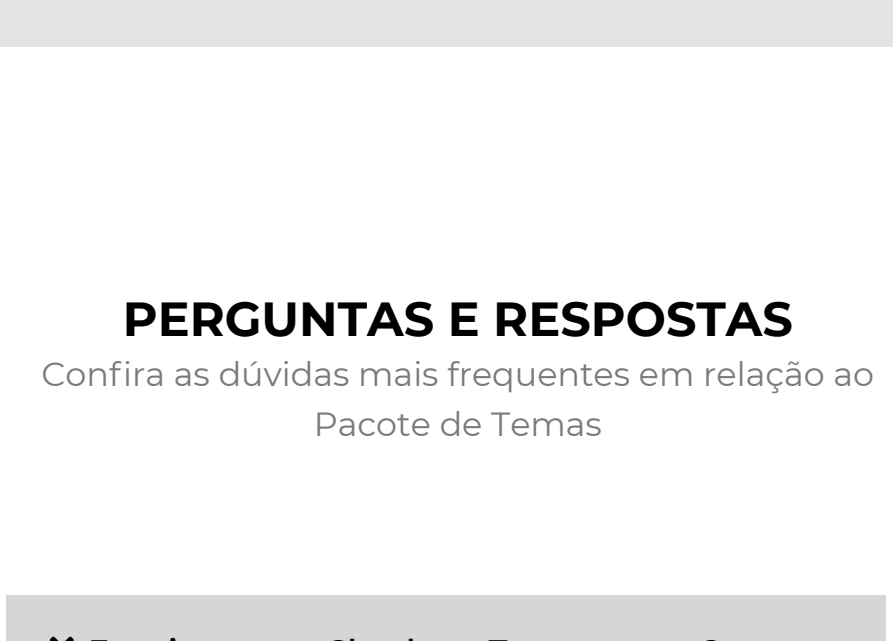 PERGUNTAS E RESPOSTAS
Confira as dúvidas mais frequentes em relação ao
Pacote de Temas